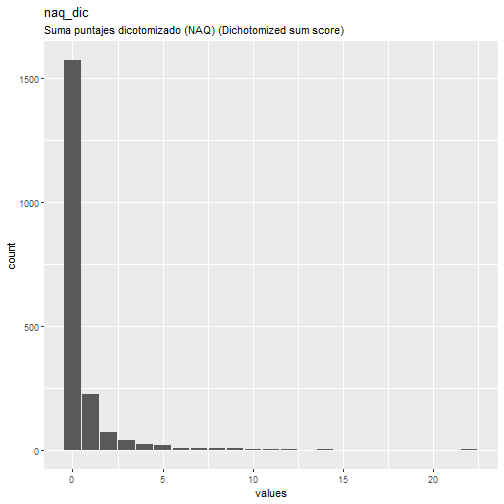 naq_dic
Suma puntajes dicotomizado (NAQ) (Dichotomized sum score)
1500
1000
500
0
count
0 5 10 15 20
values